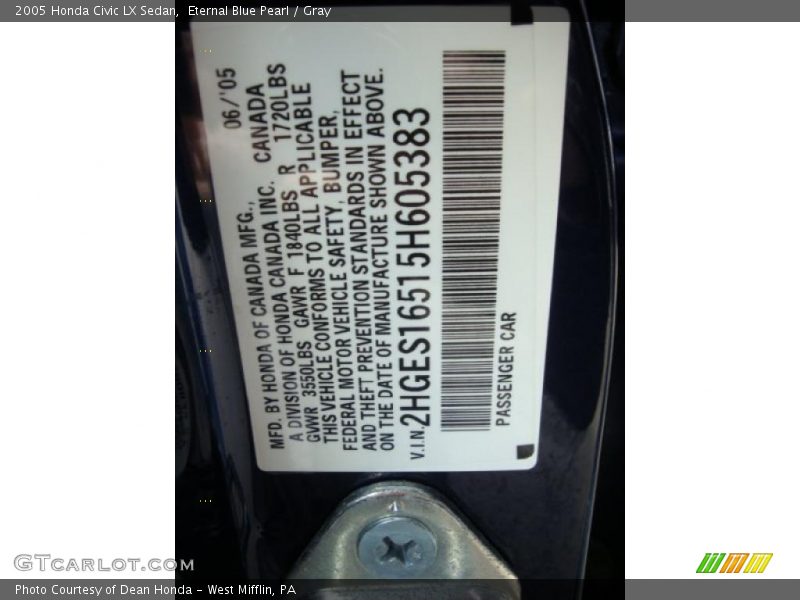 2005 Honda Civic LX Sedan,  Eternal Blue Pearl / Gray
06/'05
MFD. BY HONDA OF CANADA MFG., CANADA
A DIVISION OF HONDA CANADA INC.
GVWR 3550LBS GAWR F 1840LBS R 1720LBS
THIS VEHICLE CONFORMS TO ALL APPLICABLE
FEDERAL MOTOR VEHICLE SAFETY, BUMPER,
AND THEFT PREVENTION STANDARDS IN EFFECT
ON THE DATE OF MANUFACTURE SHOWN ABOVE.
V.I.N. 2HGES16515H605383
PASSENGER CAR
GTcarlot.com
Photo Courtesy of Dean Honda - West Mifflin, PA